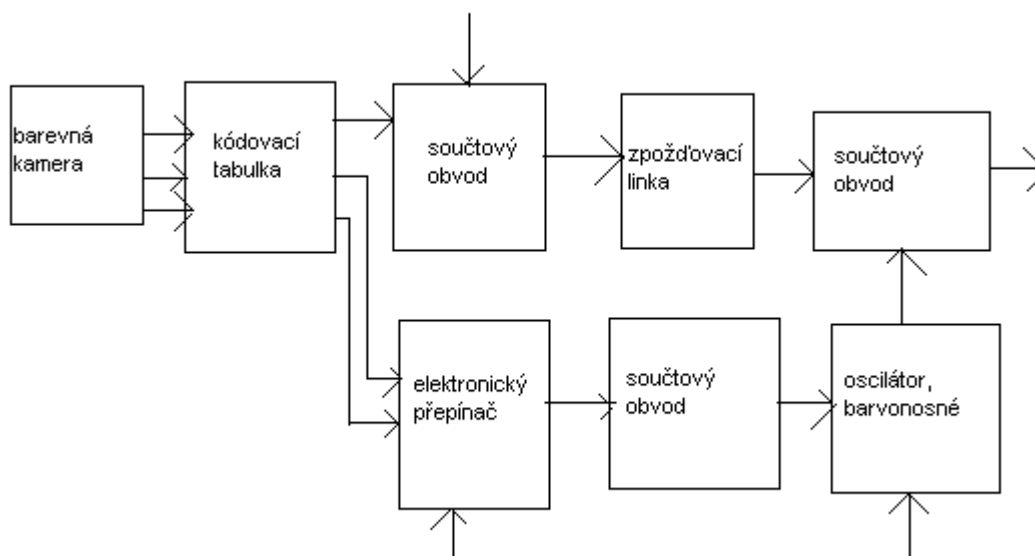 barevná
kamera
kódovací
tabulka
součtový
obvod
zpožďovací
linka
součtový
obvod
elektronický
přepínač
součtový
obvod
oscilátor,
barvonosné